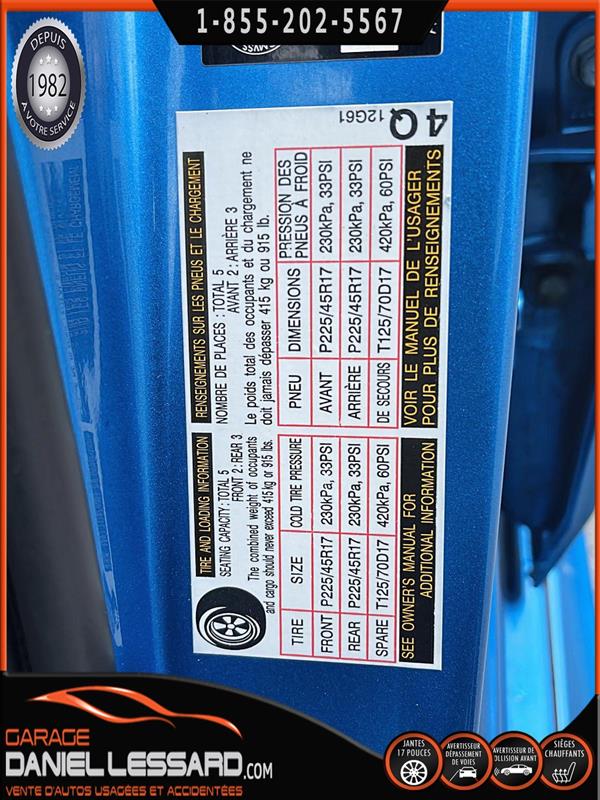 1-855-202-5567
DEPUIS
1982
À VOTRE SERVICE
MVSS
4Q
12G61
TIRE AND LOADING INFORMATION
SEATING CAPACITY : TOTAL 5
FRONT 2 : REAR 3
The combined weight of occupants
and cargo should never exceed 415 kg or 915 lbs.
TIRE SIZE COLD TIRE PRESSURE
FRONT P225/45R17 230kPa, 33PSI
REAR P225/45R17 230kPa, 33PSI
SPARE T125/70D17 420kPa, 60PSI
SEE OWNER'S MANUAL FOR
ADDITIONAL INFORMATION
RENSEIGNEMENTS SUR LES PNEUS ET LE CHARGEMENT
NOMBRE DE PLACES : TOTAL 5
AVANT 2 : ARRIÈRE 3
Le poids total des occupants et du chargement ne
doit jamais dépasser 415 kg ou 915 lb.
PNEU DIMENSIONS PRESSION DES
PNEUS À FROID
AVANT P225/45R17 230kPa, 33PSI
ARRIÈRE P225/45R17 230kPa, 33PSI
DE SECOURS T125/70D17 420kPa, 60PSI
VOIR LE MANUEL DE L'USAGER
POUR PLUS DE RENSEIGNEMENTS
GARAGE
DANIEL LESSARD.COM
VENTE D'AUTOS USAGÉES ET ACCIDENTÉES
JANTES
17 POUCES
AVERTISSEUR
DÉPASSEMENT
DE VOIES
AVERTISSEUR DE
COLLISION AVANT
SIÈGES
CHAUFFANTS